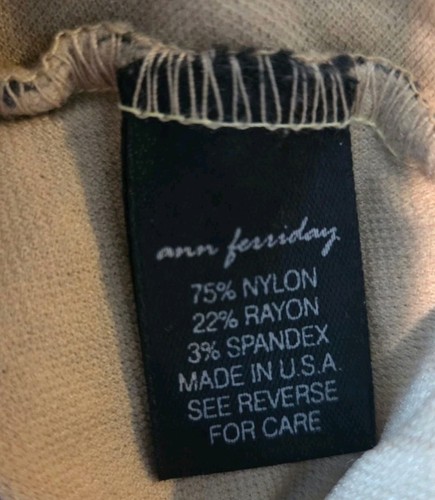 ann ferriday
75% NYLON
22% RAYON
3% SPANDEX
MADE IN U.S.A.
SEE REVERSE
FOR CARE